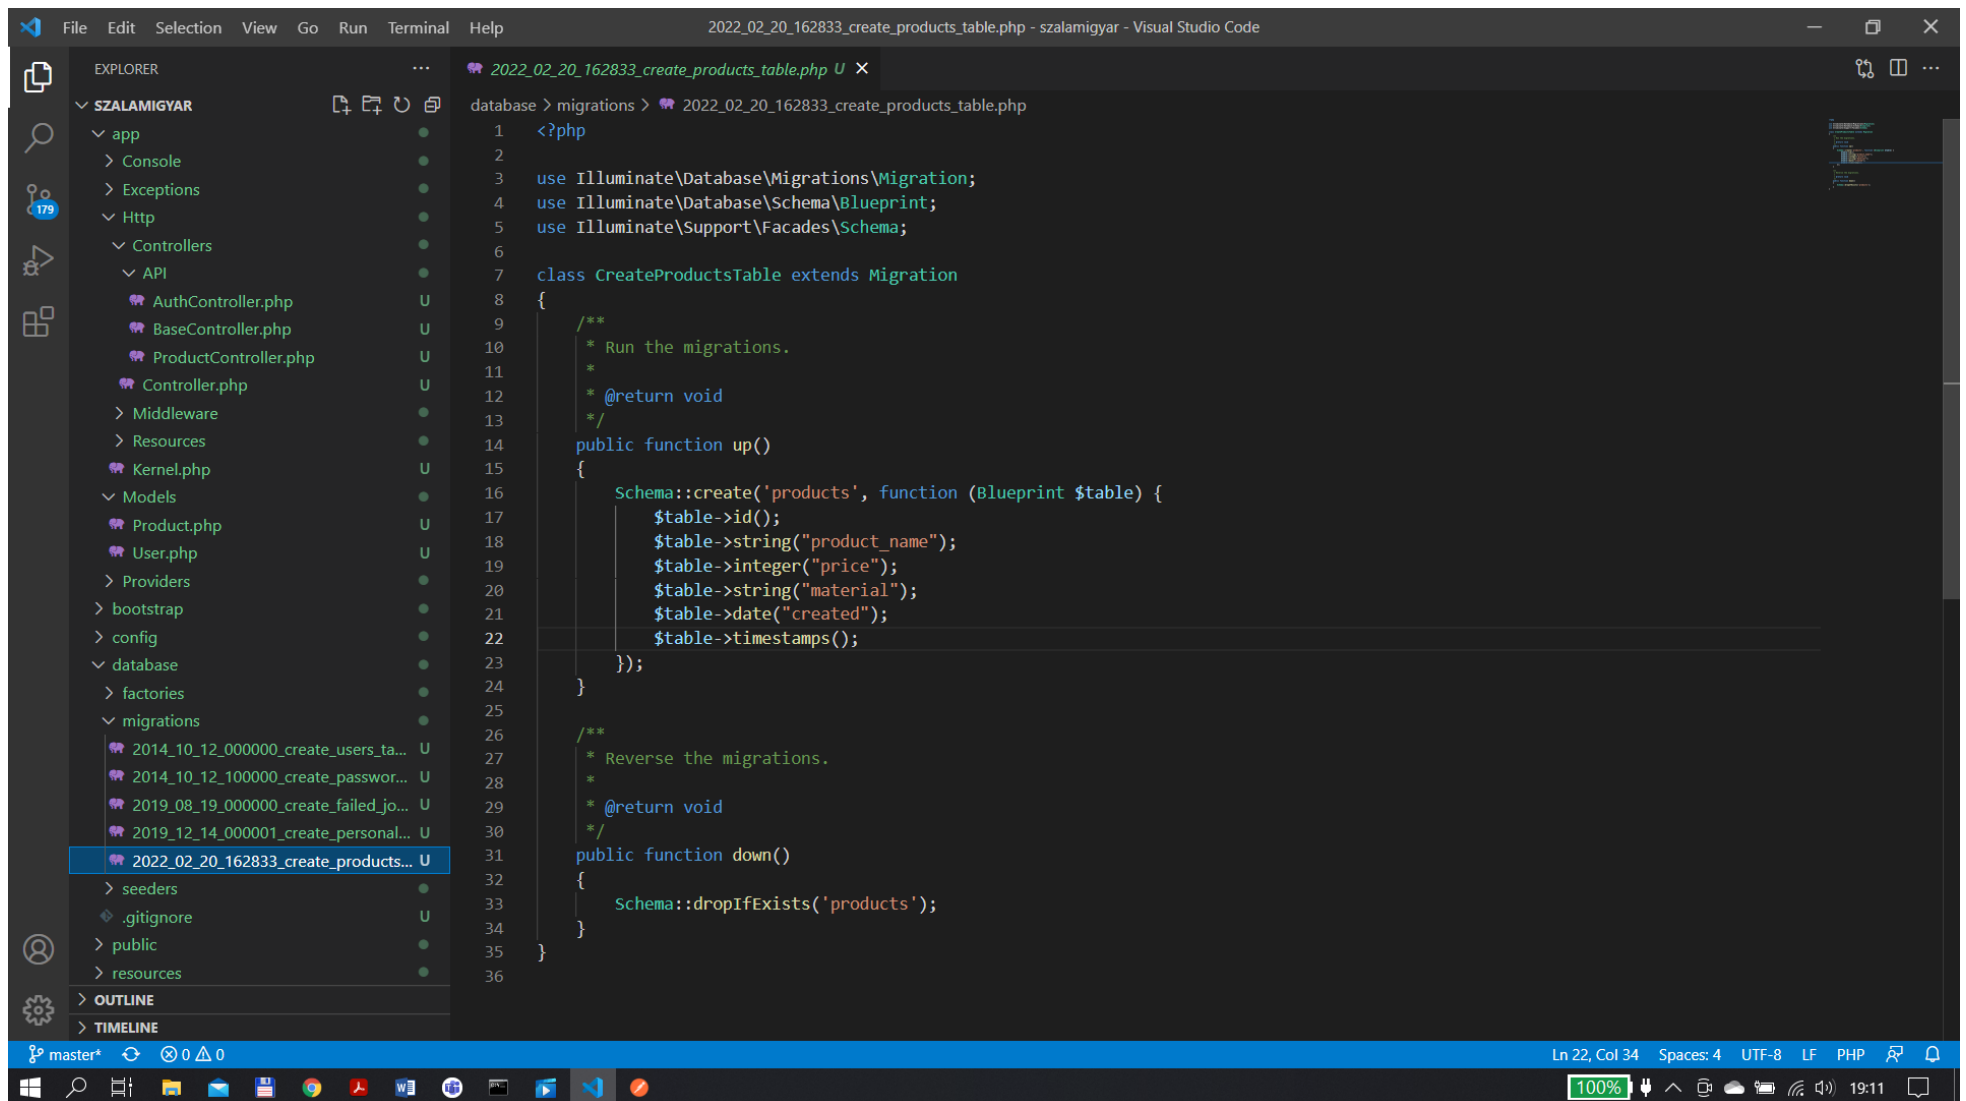 File Edit Selection View Go Run Terminal Help
2022_02_20_162833_create_products_table.php - szalamigyar - Visual Studio Code
EXPLORER
SZALAMIGYAR
app
Console
Exceptions
Http
Controllers
API
AuthController.php U
BaseController.php U
ProductController.php U
Controller.php U
Middleware
Resources
Kernel.php U
Models
Product.php U
User.php U
Providers
bootstrap
config
database
factories
migrations
2014_10_12_000000_create_users_ta... U
2014_10_12_100000_create_passwor... U
2019_08_19_000000_create_failed_jo... U
2019_12_14_000001_create_personal... U
2022_02_20_162833_create_products... U
seeders
.gitignore U
public
resources
OUTLINE
TIMELINE
179
2022_02_20_162833_create_products_table.php U
database > migrations > 2022_02_20_162833_create_products_table.php
1 <?php
2
3 use Illuminate\Database\Migrations\Migration;
4 use Illuminate\Database\Schema\Blueprint;
5 use Illuminate\Support\Facades\Schema;
6
7 class CreateProductsTable extends Migration
8 {
9 /**
10 * Run the migrations.
11 *
12 * @return void
13 */
14 public function up()
15 {
16 Schema::create('products', function (Blueprint $table) {
17 $table->id();
18 $table->string("product_name");
19 $table->integer("price");
20 $table->string("material");
21 $table->date("created");
22 $table->timestamps();
23 });
24 }
25
26 /**
27 * Reverse the migrations.
28 *
29 * @return void
30 */
31 public function down()
32 {
33 Schema::dropIfExists('products');
34 }
35 }
36
master* 0 0
Ln 22, Col 34 Spaces: 4 UTF-8 LF PHP
100% 19:11